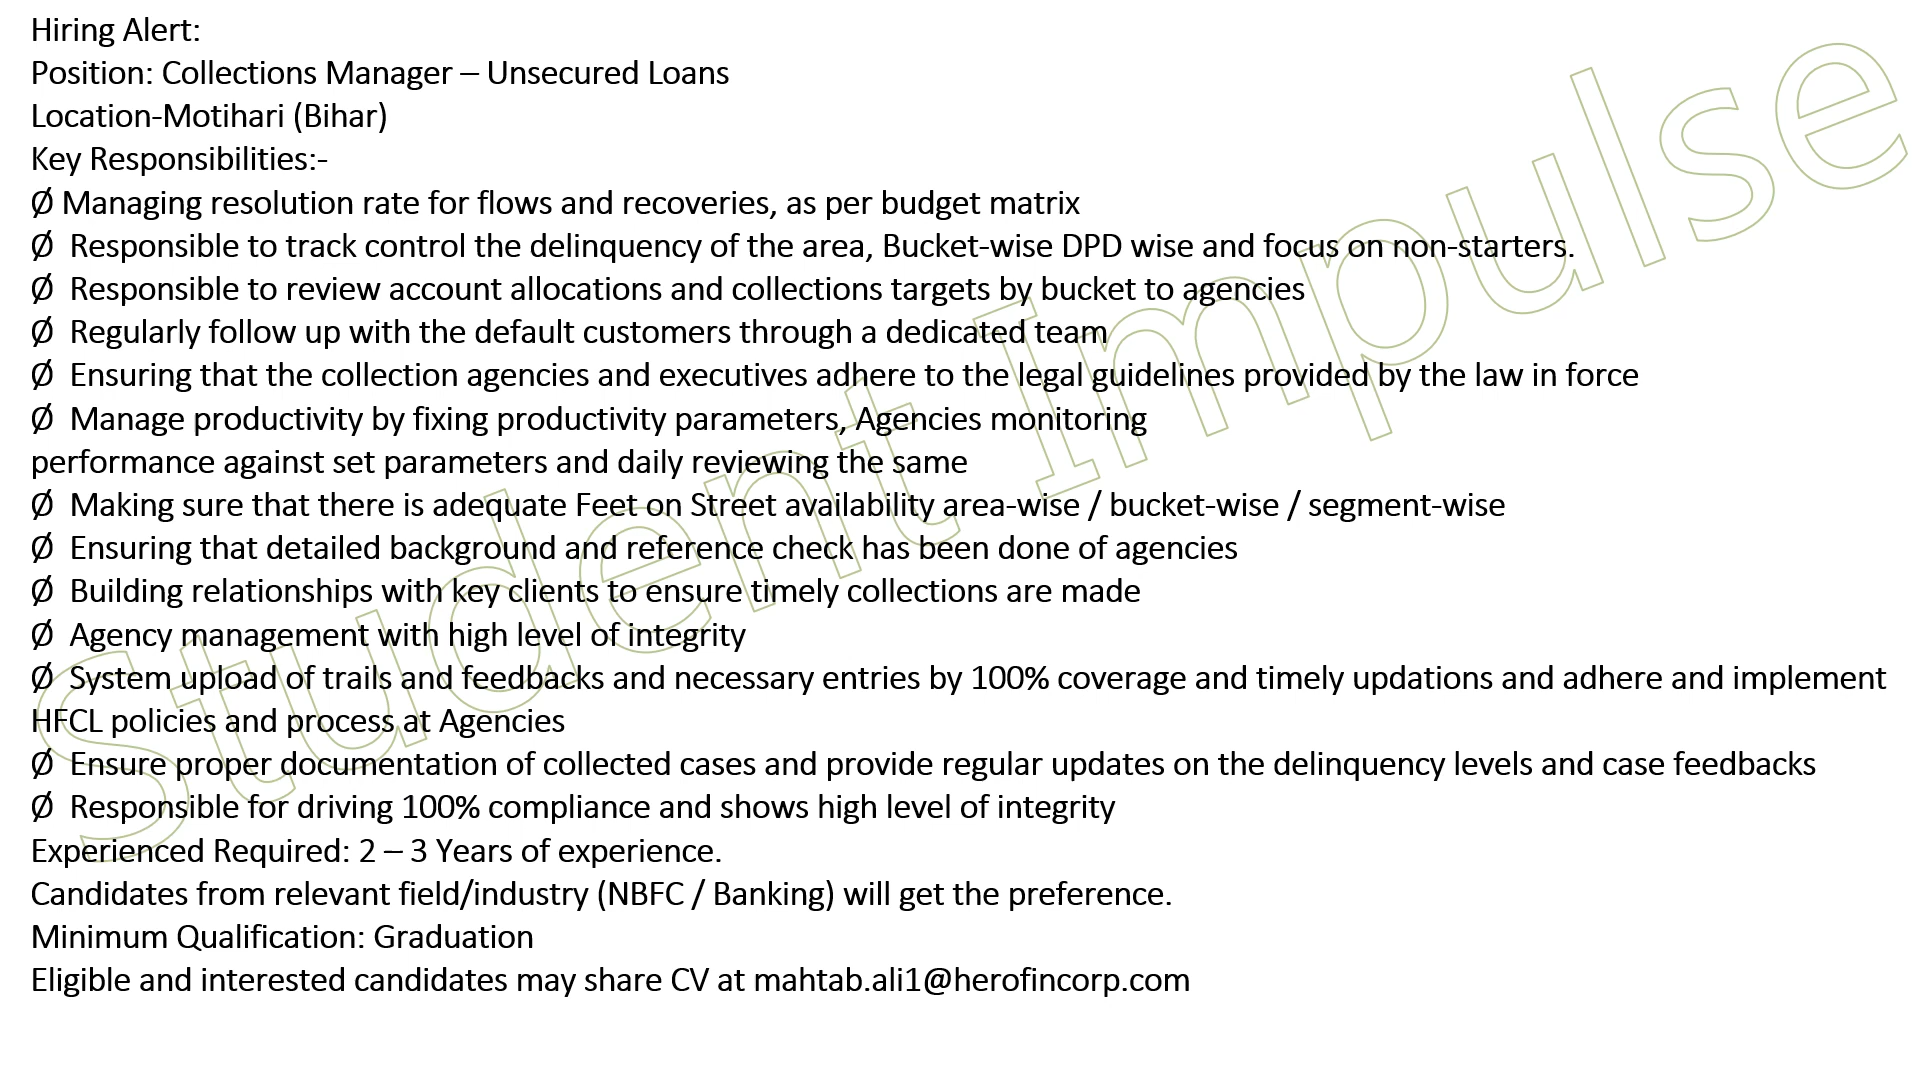 Hiring Alert:
Position: Collections Manager – Unsecured Loans
Location-Motihari (Bihar)
Key Responsibilities:-
Ø Managing resolution rate for flows and recoveries, as per budget matrix
Ø Responsible to track control the delinquency of the area, Bucket-wise DPD wise and focus on non-starters.
Ø Responsible to review account allocations and collections targets by bucket to agencies
Ø Regularly follow up with the default customers through a dedicated team
Ø Ensuring that the collection agencies and executives adhere to the legal guidelines provided by the law in force
Ø Manage productivity by fixing productivity parameters, Agencies monitoring
performance against set parameters and daily reviewing the same
Ø Making sure that there is adequate Feet on Street availability area-wise / bucket-wise / segment-wise
Ø Ensuring that detailed background and reference check has been done of agencies
Ø Building relationships with key clients to ensure timely collections are made
Ø Agency management with high level of integrity
Ø System upload of trails and feedbacks and necessary entries by 100% coverage and timely updations and adhere and implement
HFCL policies and process at Agencies
Ø Ensure proper documentation of collected cases and provide regular updates on the delinquency levels and case feedbacks
Ø Responsible for driving 100% compliance and shows high level of integrity
Experienced Required: 2 – 3 Years of experience.
Candidates from relevant field/industry (NBFC / Banking) will get the preference.
Minimum Qualification: Graduation
Eligible and interested candidates may share CV at mahtab.ali1@herofincorp.com
Student Impulse